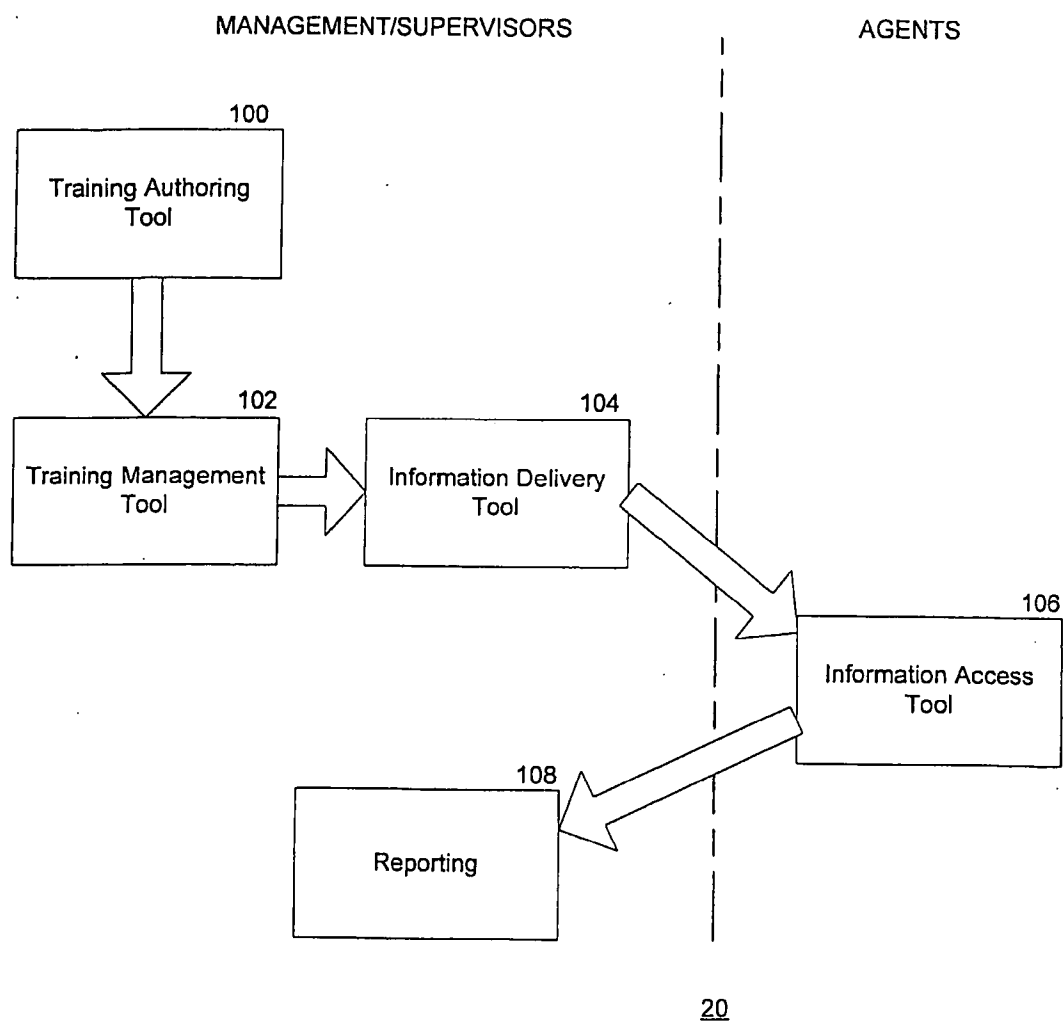 MANAGEMENT/SUPERVISORS
AGENTS
100
Training Authoring
Tool
102
Training Management
Tool
104
Information Delivery
Tool
106
Information Access
Tool
108
Reporting
20